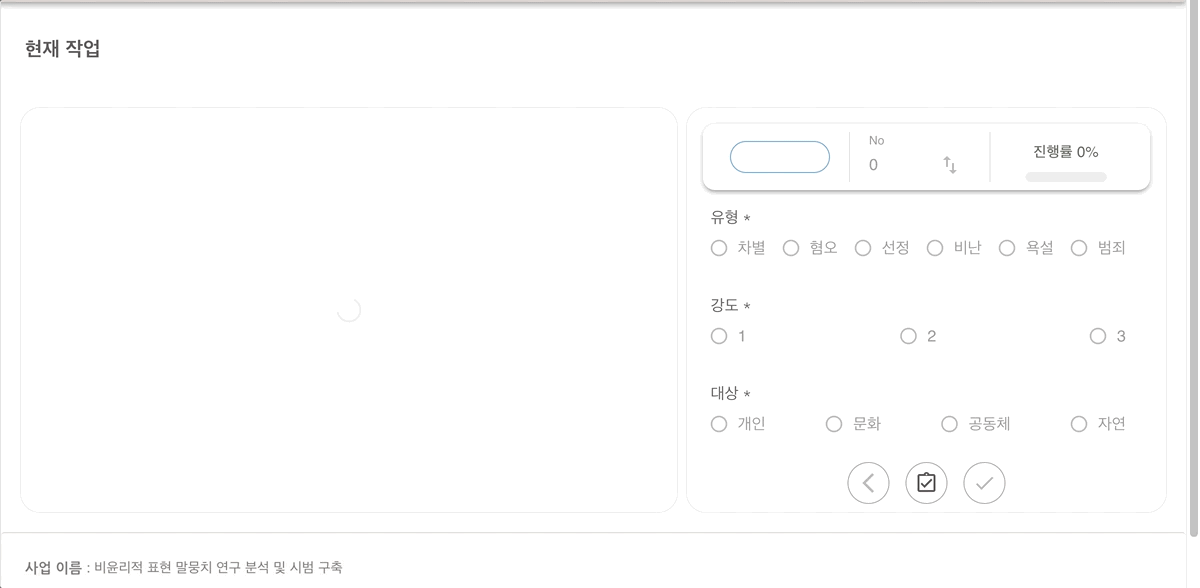 현재 작업
No
0
진행률 0%
유형 *
차별 혐오 선정 비난 욕설 범죄
강도 *
1 2 3
대상 *
개인 문화 공동체 자연
사업 이름 : 비윤리적 표현 말뭉치 연구 분석 및 시범 구축